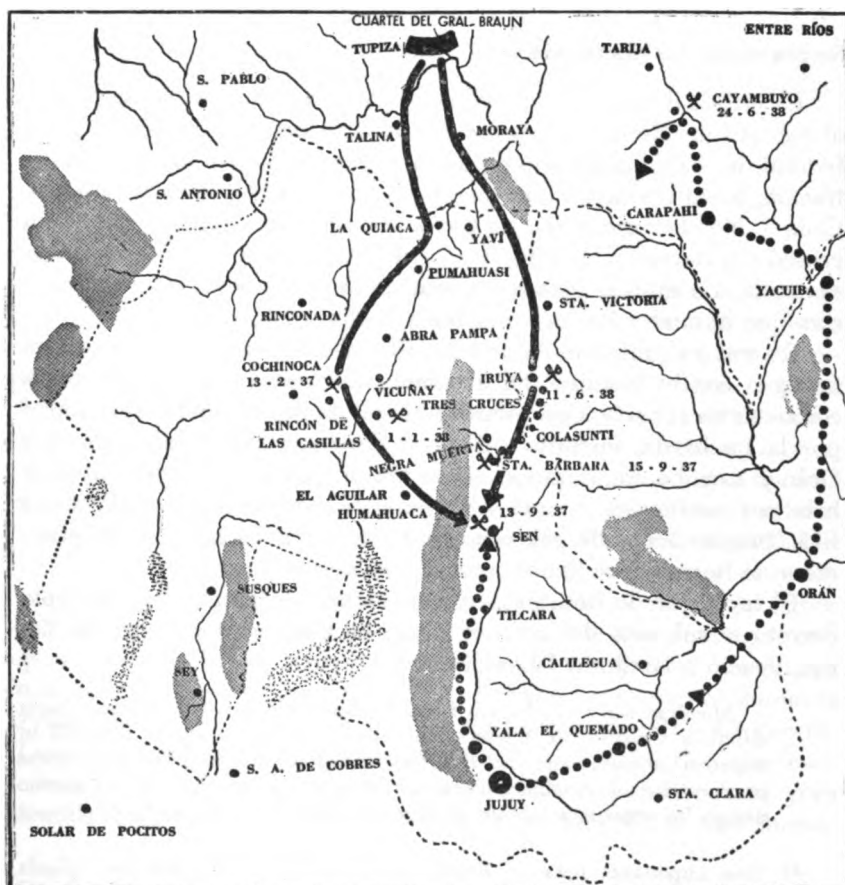 CUARTEL DEL GRAL. BRAUN
TUPIZA
ENTRE RÍOS
TARIJA
S. PABLO
CAYAMBUYO
24 - 6 - 38
TALINA
MORAYA
S. ANTONIO
CARAPAHI
LA QUIACA
YAVÍ
PUMAHUASI
YACUIBA
RINCONADA
STA. VICTORIA
ABRA PAMPA
COCHINOCA
13 - 2 - 37
IRUYA
VICUÑAY
TRES CRUCES
11 - 6 - 38
RINCÓN DE
LAS CASILLAS
1 - 1 - 38
COLASUNTI
NEGRA MUERTA
STA. BÁRBARA 15 - 9 - 37
EL AGUILAR
HUMAHUACA
13 - 9 - 37
SEN
ORÁN
SUSQUES
TILCARA
CALILEGUA
SEY
YALA
EL QUEMADO
S. A. DE COBRES
JUJUY
STA. CLARA
SOLAR DE POCITOS